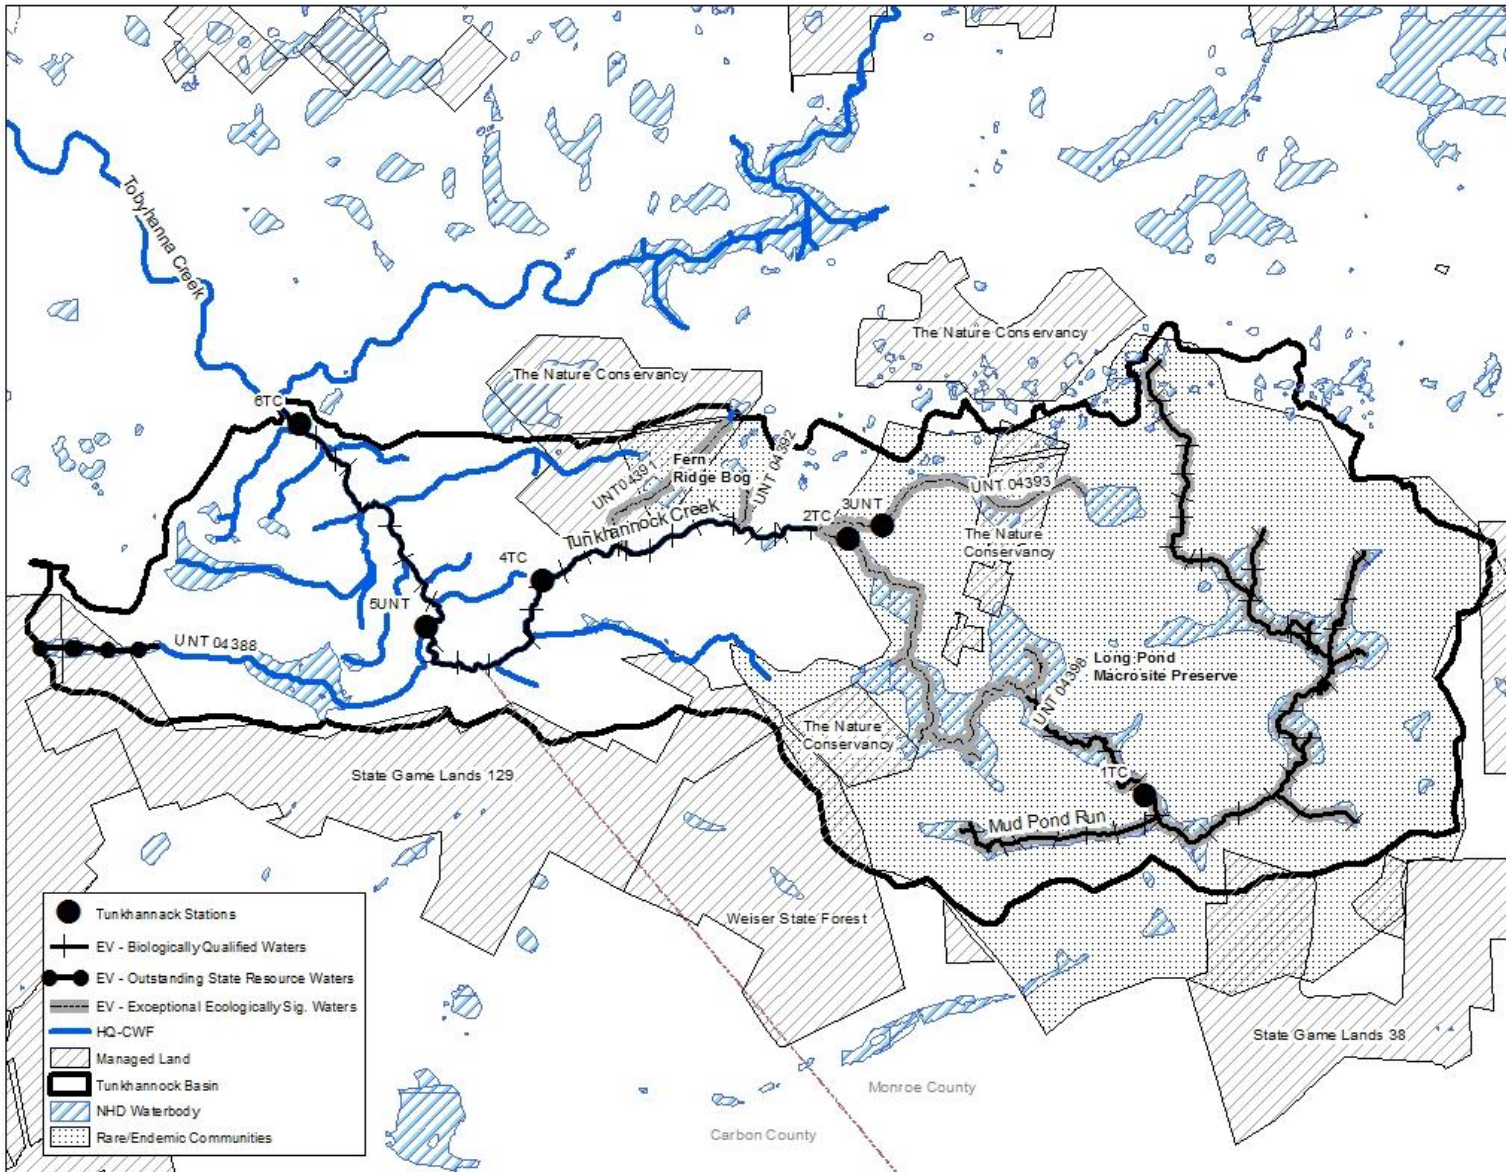 Tobyhanna Creek
The Nature Conservancy
The Nature Conservancy
6TC
UNT04391
Fern
Ridge Bog
UNT 04392
Tunkhannock Creek
2TC
3UNT
UNT 04393
The Nature
Conservancy
4TC
5UNT
UNT 04388
Long Pond
Macrosite Preserve
UNT 04398
The Nature
Conservancy
State Game Lands 129
1TC
Mud Pond Run
Weiser State Forest
State Game Lands 38
Monroe County
Carbon County
Tunkhannack Stations
EV - Biologically Qualified Waters
EV - Outstanding State Resource Waters
EV - Exceptional Ecologically Sig. Waters
HQ-CWF
Managed Land
Tunkhannock Basin
NHD Waterbody
Rare/Endemic Communities